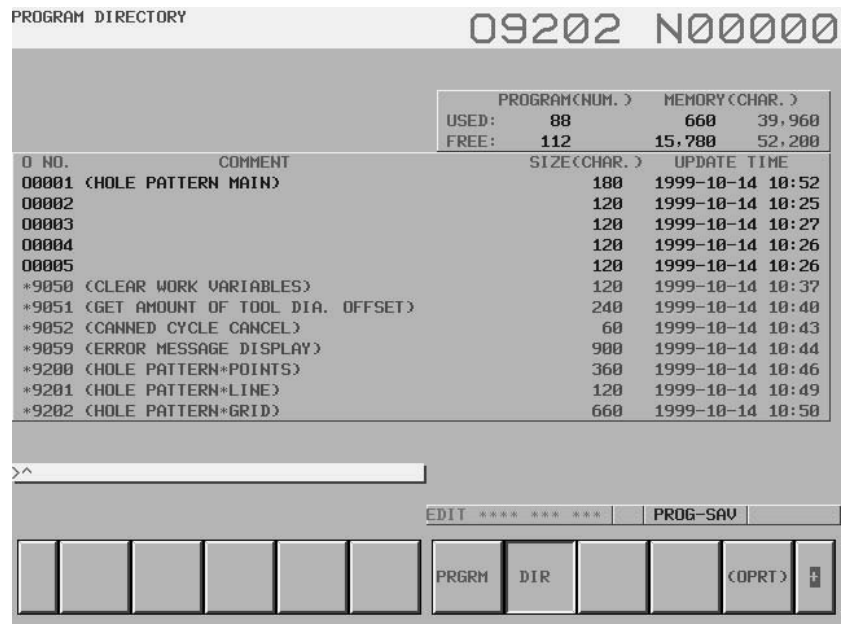 PROGRAM DIRECTORY O9202 N00000
PROGRAM(NUM.) MEMORY(CHAR.)
USED: 88 660 39,960
FREE: 112 15,780 52,200
O NO. COMMENT SIZE(CHAR.) UPDATE TIME
O0001 (HOLE PATTERN MAIN) 180 1999-10-14 10:52
O0002 120 1999-10-14 10:25
O0003 120 1999-10-14 10:27
O0004 120 1999-10-14 10:26
O0005 120 1999-10-14 10:26
*9050 (CLEAR WORK VARIABLES) 120 1999-10-14 10:37
*9051 (GET AMOUNT OF TOOL DIA. OFFSET) 240 1999-10-14 10:40
*9052 (CANNED CYCLE CANCEL) 60 1999-10-14 10:43
*9059 (ERROR MESSAGE DISPLAY) 900 1999-10-14 10:44
*9200 (HOLE PATTERN*POINTS) 360 1999-10-14 10:46
*9201 (HOLE PATTERN*LINE) 120 1999-10-14 10:49
*9202 (HOLE PATTERN*GRID) 660 1999-10-14 10:50
>^
EDIT **** *** *** PROG-SAV
PRGRM DIR (OPRT) +